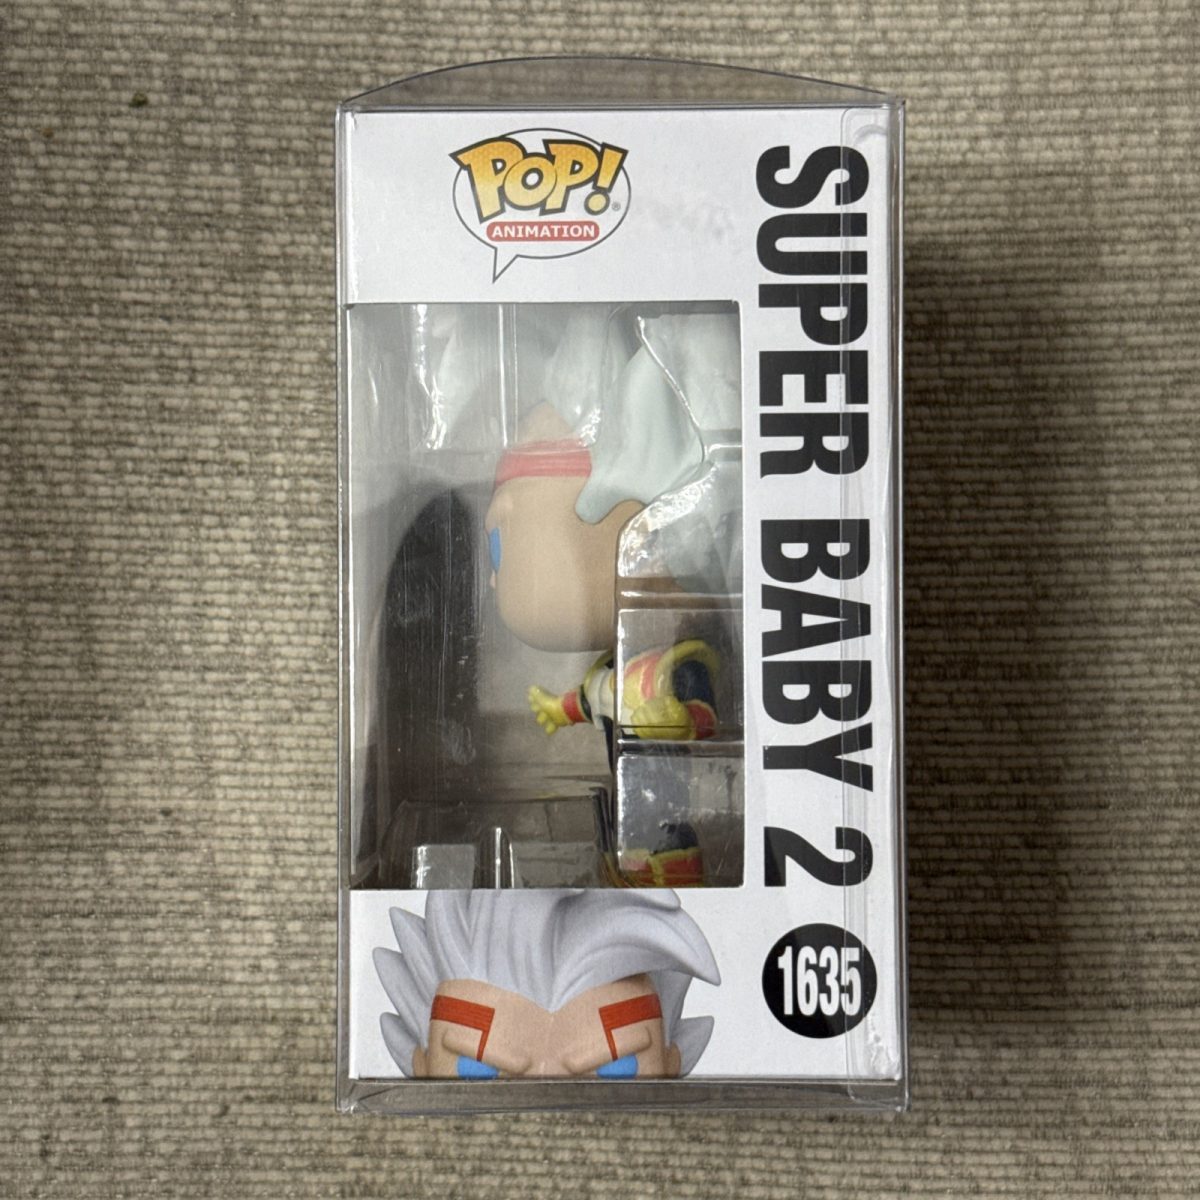 POP!
®
ANIMATION
SUPER BABY 2
1635